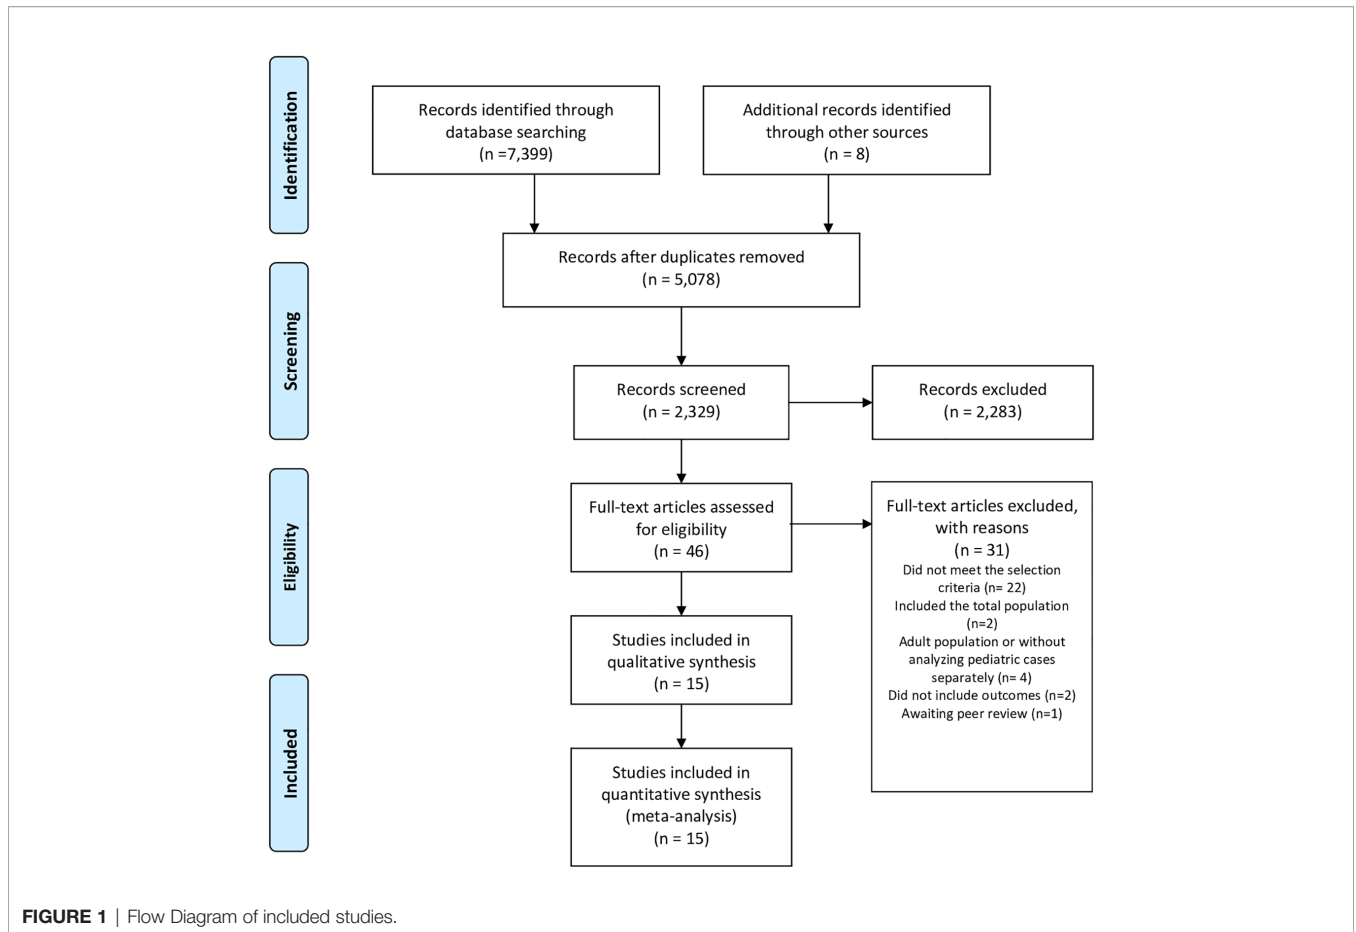 Identification
Records identified through
database searching
(n =7,399)
Additional records identified
through other sources
(n = 8)
Records after duplicates removed
(n = 5,078)
Screening
Records screened
(n = 2,329)
Records excluded
(n = 2,283)
Eligibility
Full-text articles assessed
for eligibility
(n = 46)
Full-text articles excluded,
with reasons
(n = 31)
Did not meet the selection
criteria (n= 22)
Included the total population
(n=2)
Adult population or without
analyzing pediatric cases
separately (n= 4)
Did not include outcomes (n=2)
Awaiting peer review (n=1)
Studies included in
qualitative synthesis
(n = 15)
Included
Studies included in
quantitative synthesis
(meta-analysis)
(n = 15)
FIGURE 1 | Flow Diagram of included studies.